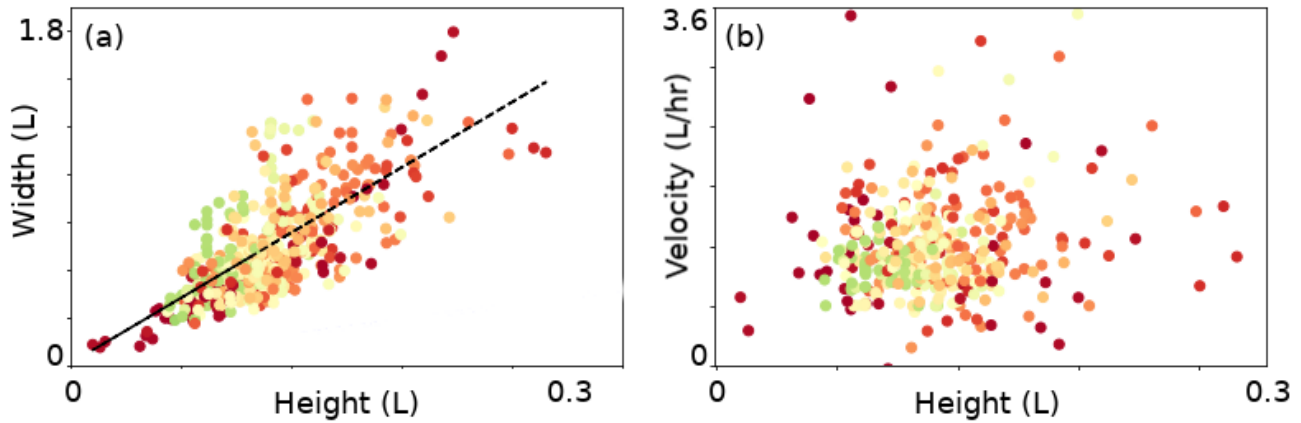 (a)
1.8
Width (L)
0
0
0.3
Height (L)
(b)
3.6
Velocity (L/hr)
0
0
0.3
Height (L)